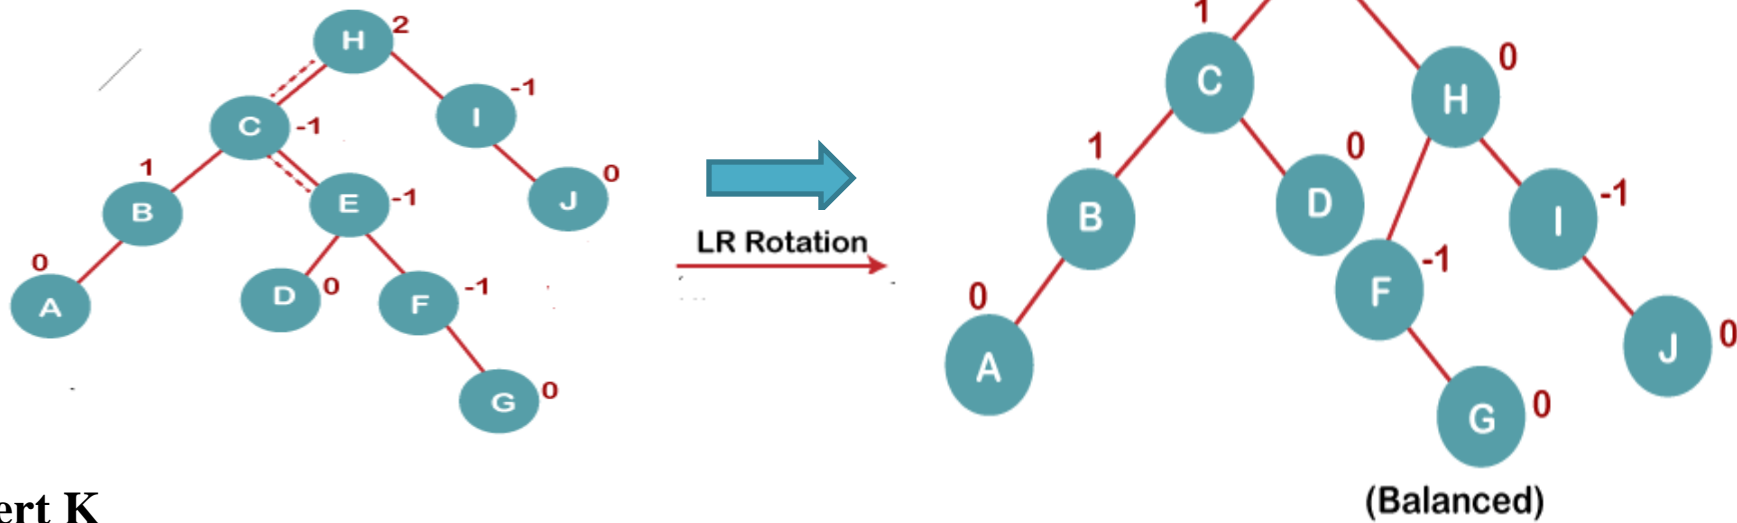 H 2
C -1
I -1
B 1
E -1
J 0
A 0
D 0
F -1
G 0
LR Rotation
C 1
H 0
B 1
D 0
F -1
I -1
A 0
G 0
J 0
(Balanced)
ert K